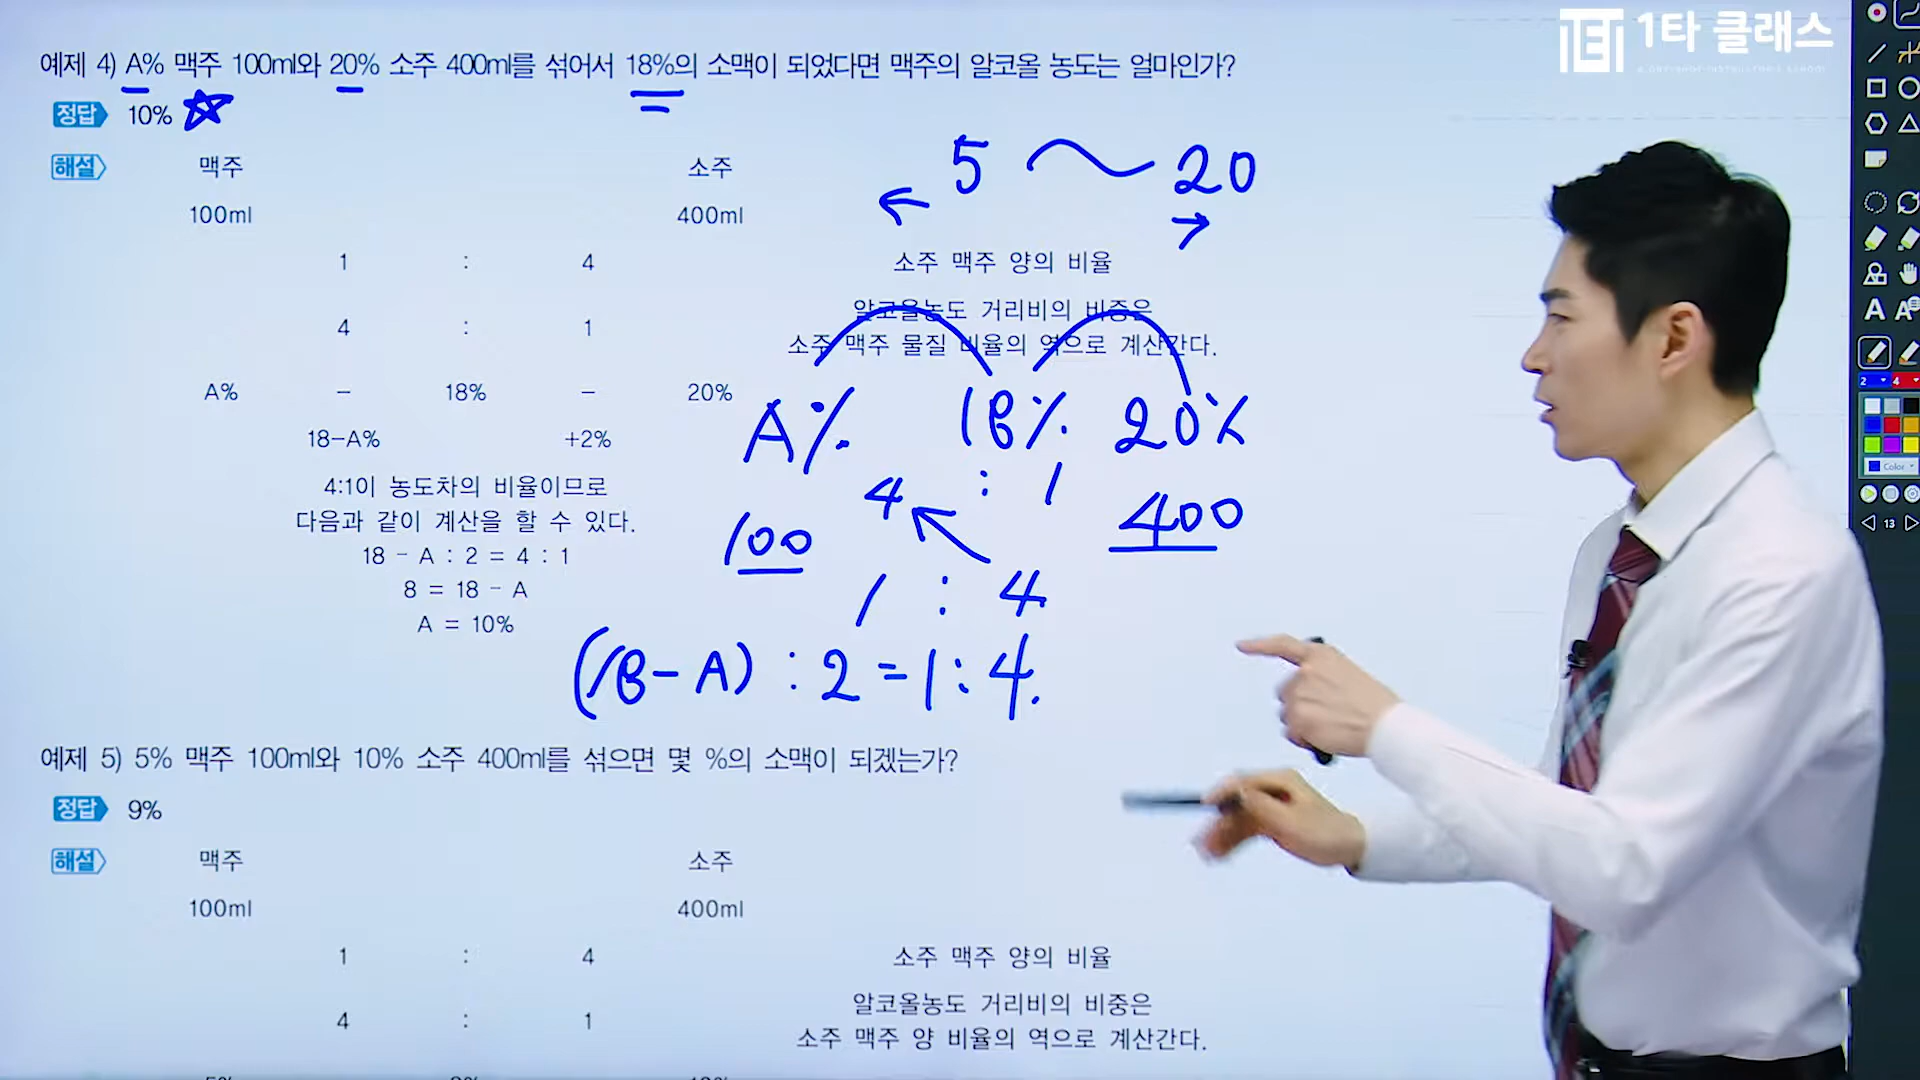 1타 클래스
예제 4) A% 맥주 100ml와 20% 소주 400ml를 섞어서 18%의 소맥이 되었다면 맥주의 알코올 농도는 얼마인가?
정답 10%
5 ~ 20
해설 맥주 소주
100ml 400ml
1 : 4 소주 맥주 양의 비율
알코올농도 거리비의 비중은
4 : 1
소주 맥주 물질 비율의 역으로 계산간다.
A% - 18% - 20%
18-A% +2%
A% 18% 20%
4:1이 농도차의 비율이므로
다음과 같이 계산을 할 수 있다.
18 - A : 2 = 4 : 1
8 = 18 - A
A = 10%
4 : 1
100 400
1 : 4
(18-A) : 2 = 1 : 4.
예제 5) 5% 맥주 100ml와 10% 소주 400ml를 섞으면 몇 %의 소맥이 되겠는가?
정답 9%
해설 맥주 소주
100ml 400ml
1 : 4 소주 맥주 양의 비율
알코올농도 거리비의 비중은
4 : 1
소주 맥주 양 비율의 역으로 계산간다.
2 4
Color
13